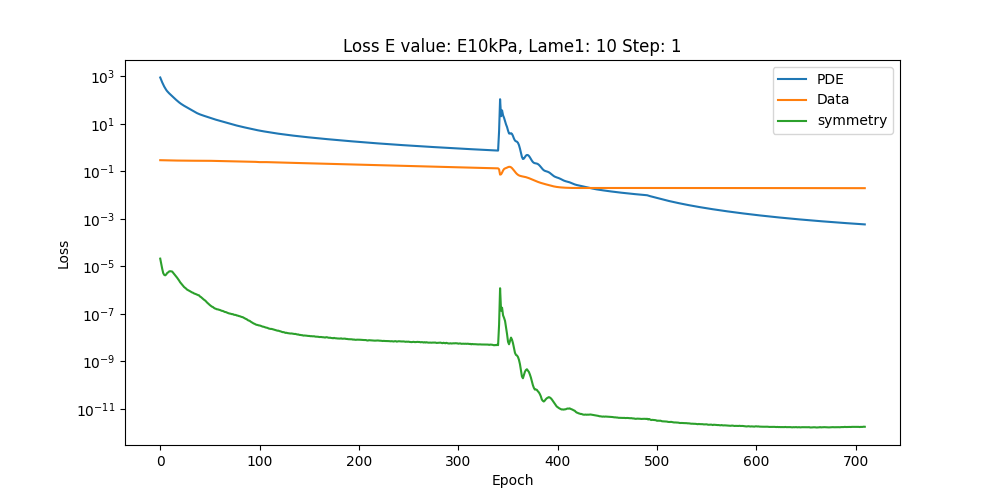 Loss E value: E10kPa, Lame1: 10 Step: 1
PDE
Data
symmetry
Loss
10³
10¹
10⁻¹
10⁻³
10⁻⁵
10⁻⁷
10⁻⁹
10⁻¹¹
0 100 200 300 400 500 600 700
Epoch